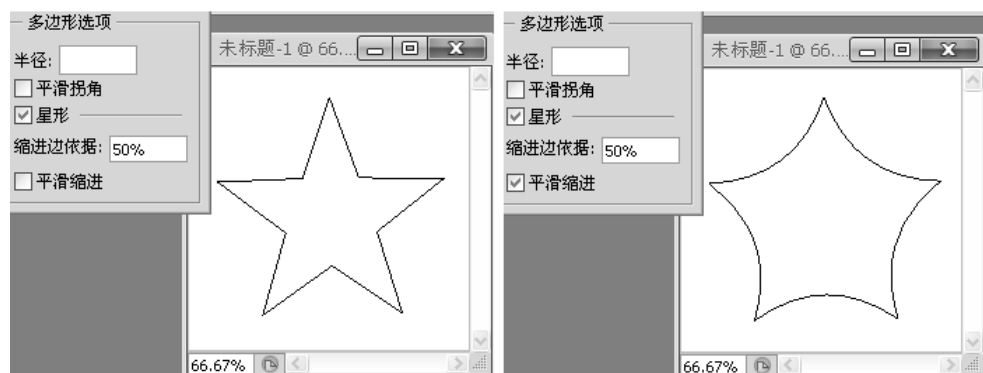 多边形选项
半径:
平滑拐角
星形
缩进边依据: 50%
平滑缩进
未标题-1 @ 66....
66.67%
多边形选项
半径:
平滑拐角
星形
缩进边依据: 50%
平滑缩进
未标题-1 @ 66....
66.67%